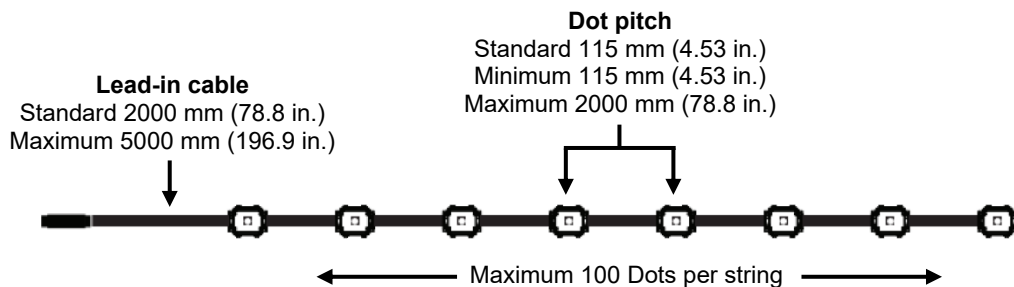 Dot pitch
Standard 115 mm (4.53 in.)
Minimum 115 mm (4.53 in.)
Maximum 2000 mm (78.8 in.)
Lead-in cable
Standard 2000 mm (78.8 in.)
Maximum 5000 mm (196.9 in.)
Maximum 100 Dots per string